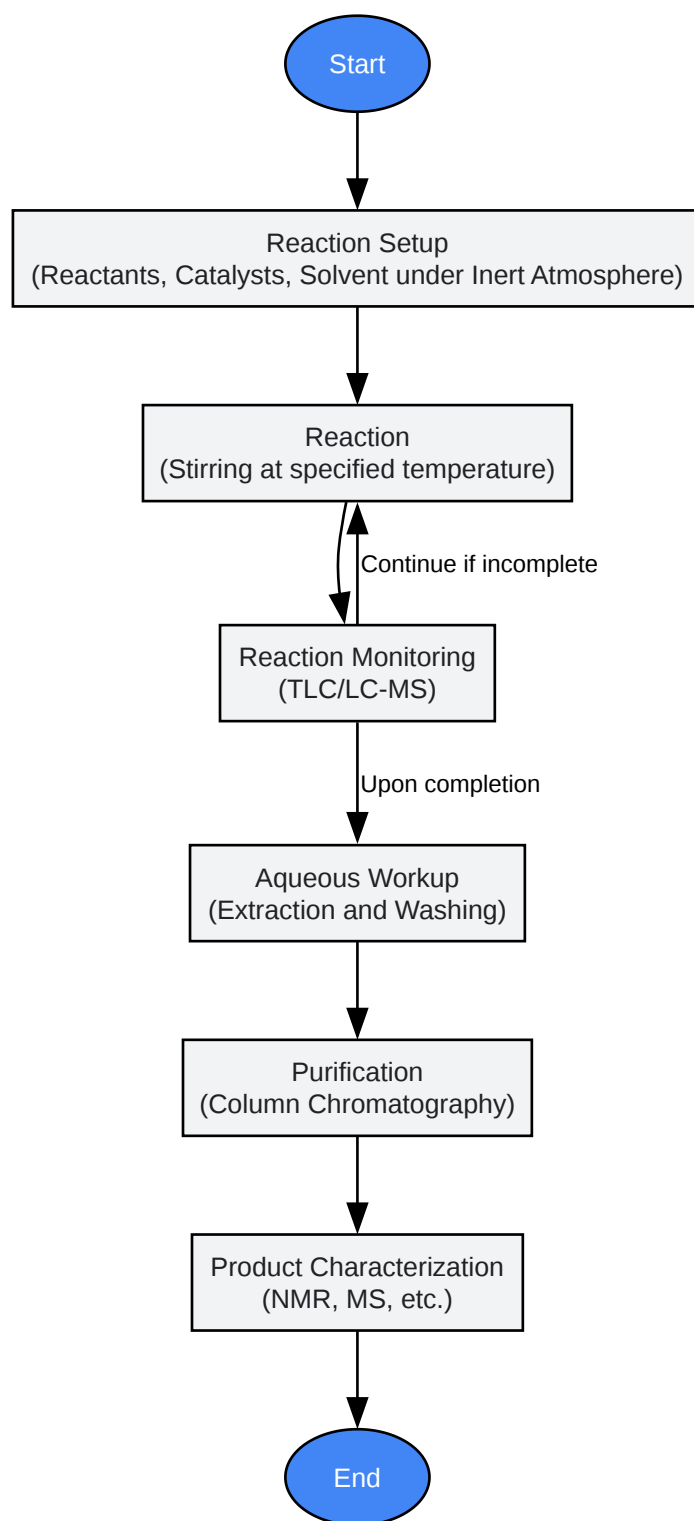 Start
Reaction Setup
(Reactants, Catalysts, Solvent under Inert Atmosphere)
Reaction
(Stirring at specified temperature)
Continue if incomplete
Reaction Monitoring
(TLC/LC-MS)
Upon completion
Aqueous Workup
(Extraction and Washing)
Purification
(Column Chromatography)
Product Characterization
(NMR, MS, etc.)
End